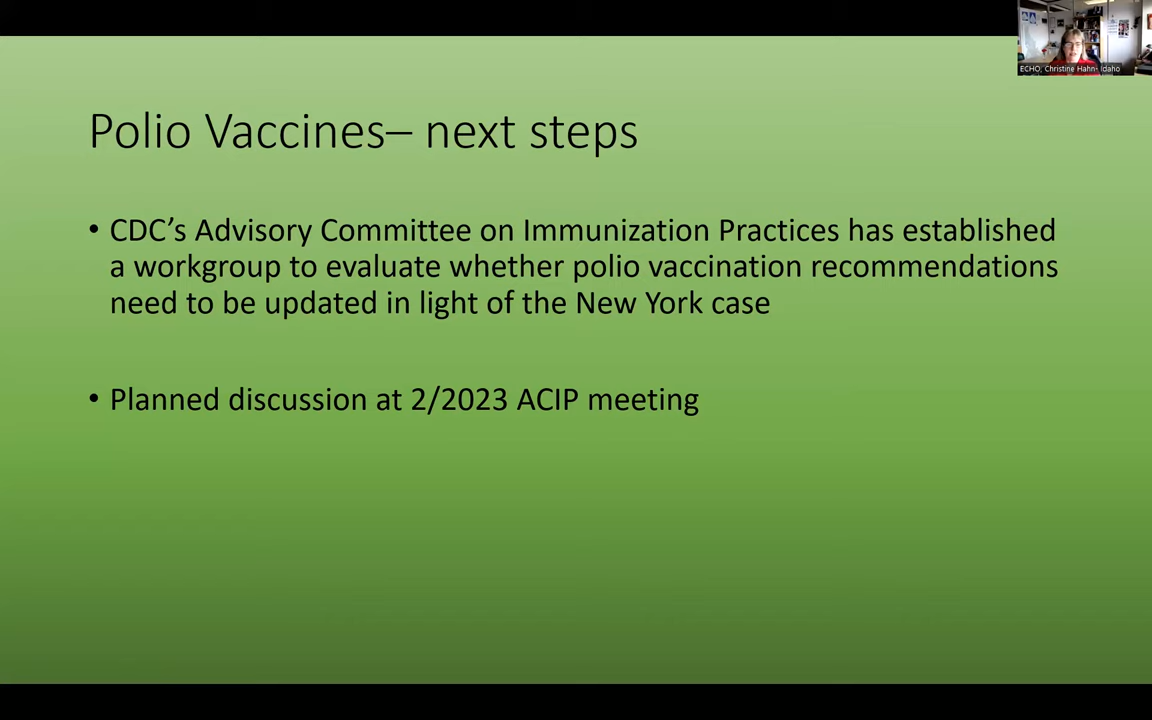 ECHO, Christine Hahn- Idaho
Polio Vaccines– next steps
• CDC’s Advisory Committee on Immunization Practices has established
a workgroup to evaluate whether polio vaccination recommendations
need to be updated in light of the New York case
• Planned discussion at 2/2023 ACIP meeting